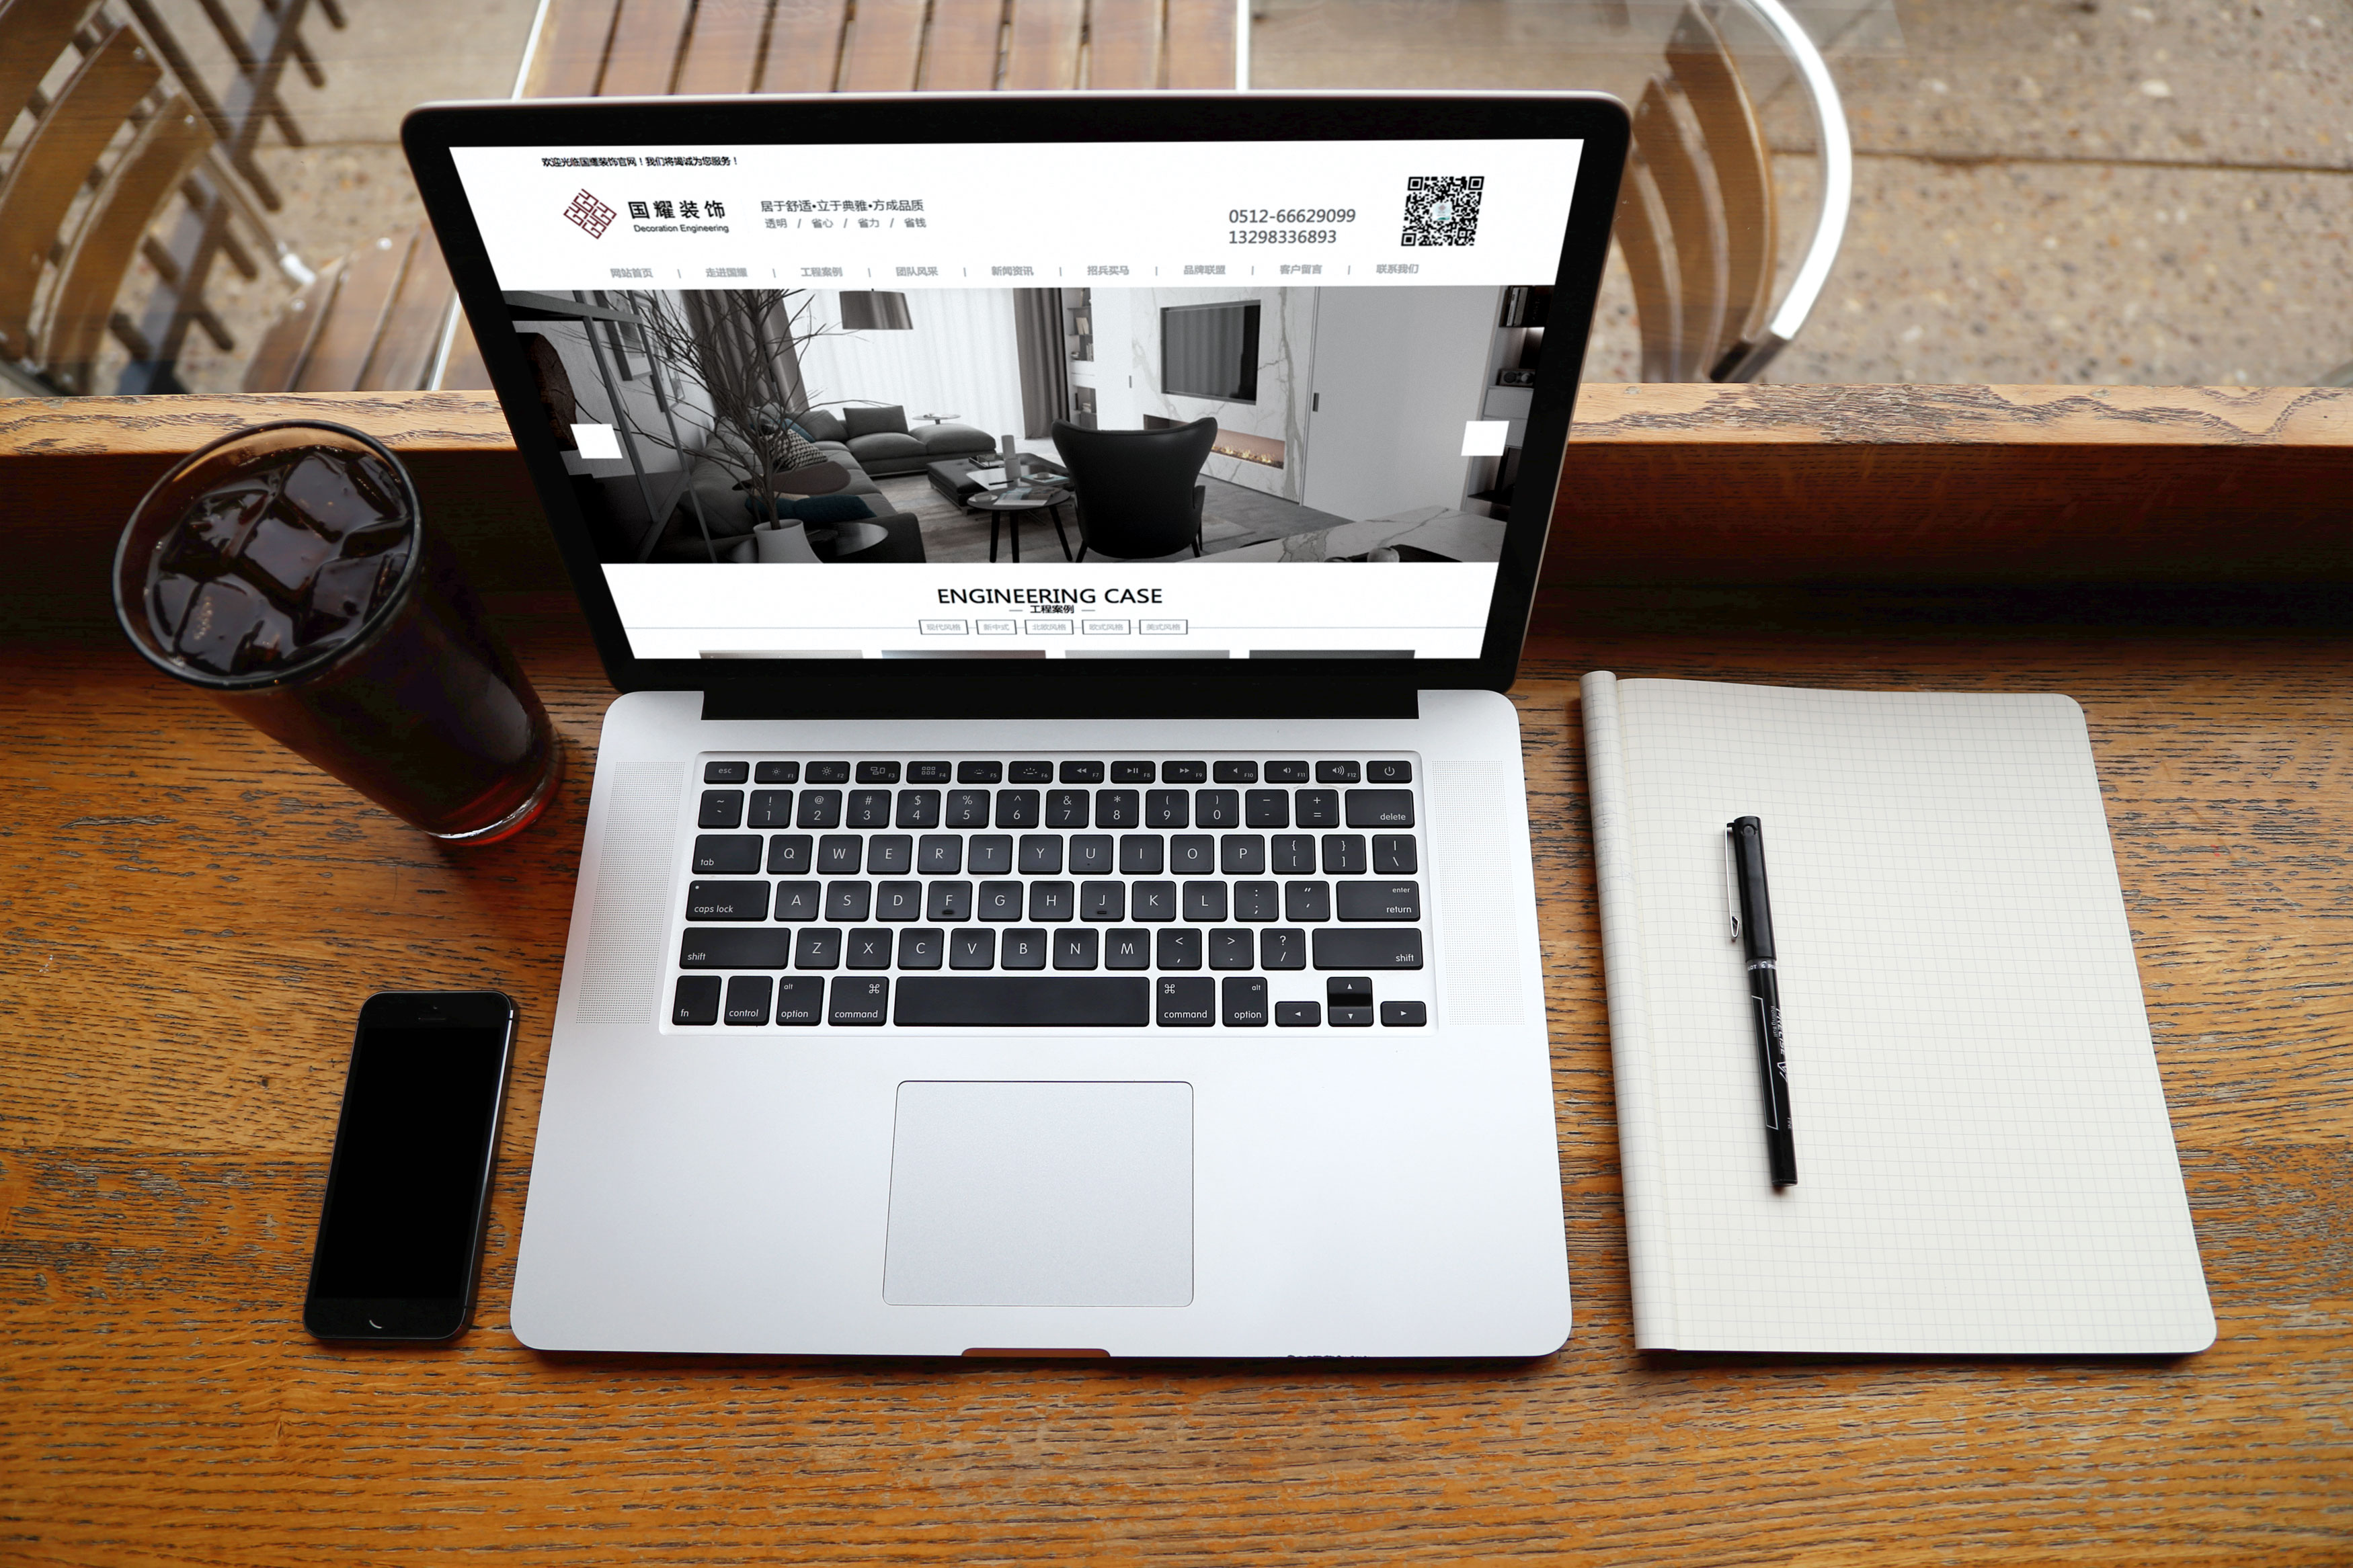 欢迎光临国耀装饰官网！我们将竭诚为您服务！
国耀装饰
Decoration Engineering
居于舒适•立于典雅•方成品质
透明 / 省心 / 省力 / 省钱
0512-66629099
13298336893
网站首页 | 走进国耀 | 工程案例 | 团队风采 | 新闻资讯 | 招兵买马 | 品牌联盟 | 客户留言 | 联系我们
ENGINEERING CASE
工程案例
现代风格 新中式 北欧风格 欧式风格 美式风格
esc F1 F2 F3 F4 F5 F6 F7 F8 F9 F10 F11 F12
~ ! @ # $ % ^ & * ( ) – +
` 1 2 3 4 5 6 7 8 9 0 - = delete
tab Q W E R T Y U I O P { [ } ] | \
caps lock A S D F G H J K L : ; " ' enter return
shift Z X C V B N M < , > . ? / shift
fn control alt option ⌘ command ⌘ command alt option